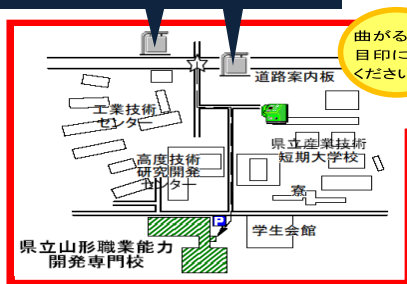 曲がる
目印に
ください
道路案内板
工業技術
センター
県立産業技術
短期大学校
高度技術
研究開発
センター
寮
P
学生会館
県立山形職業能力
開発専門校